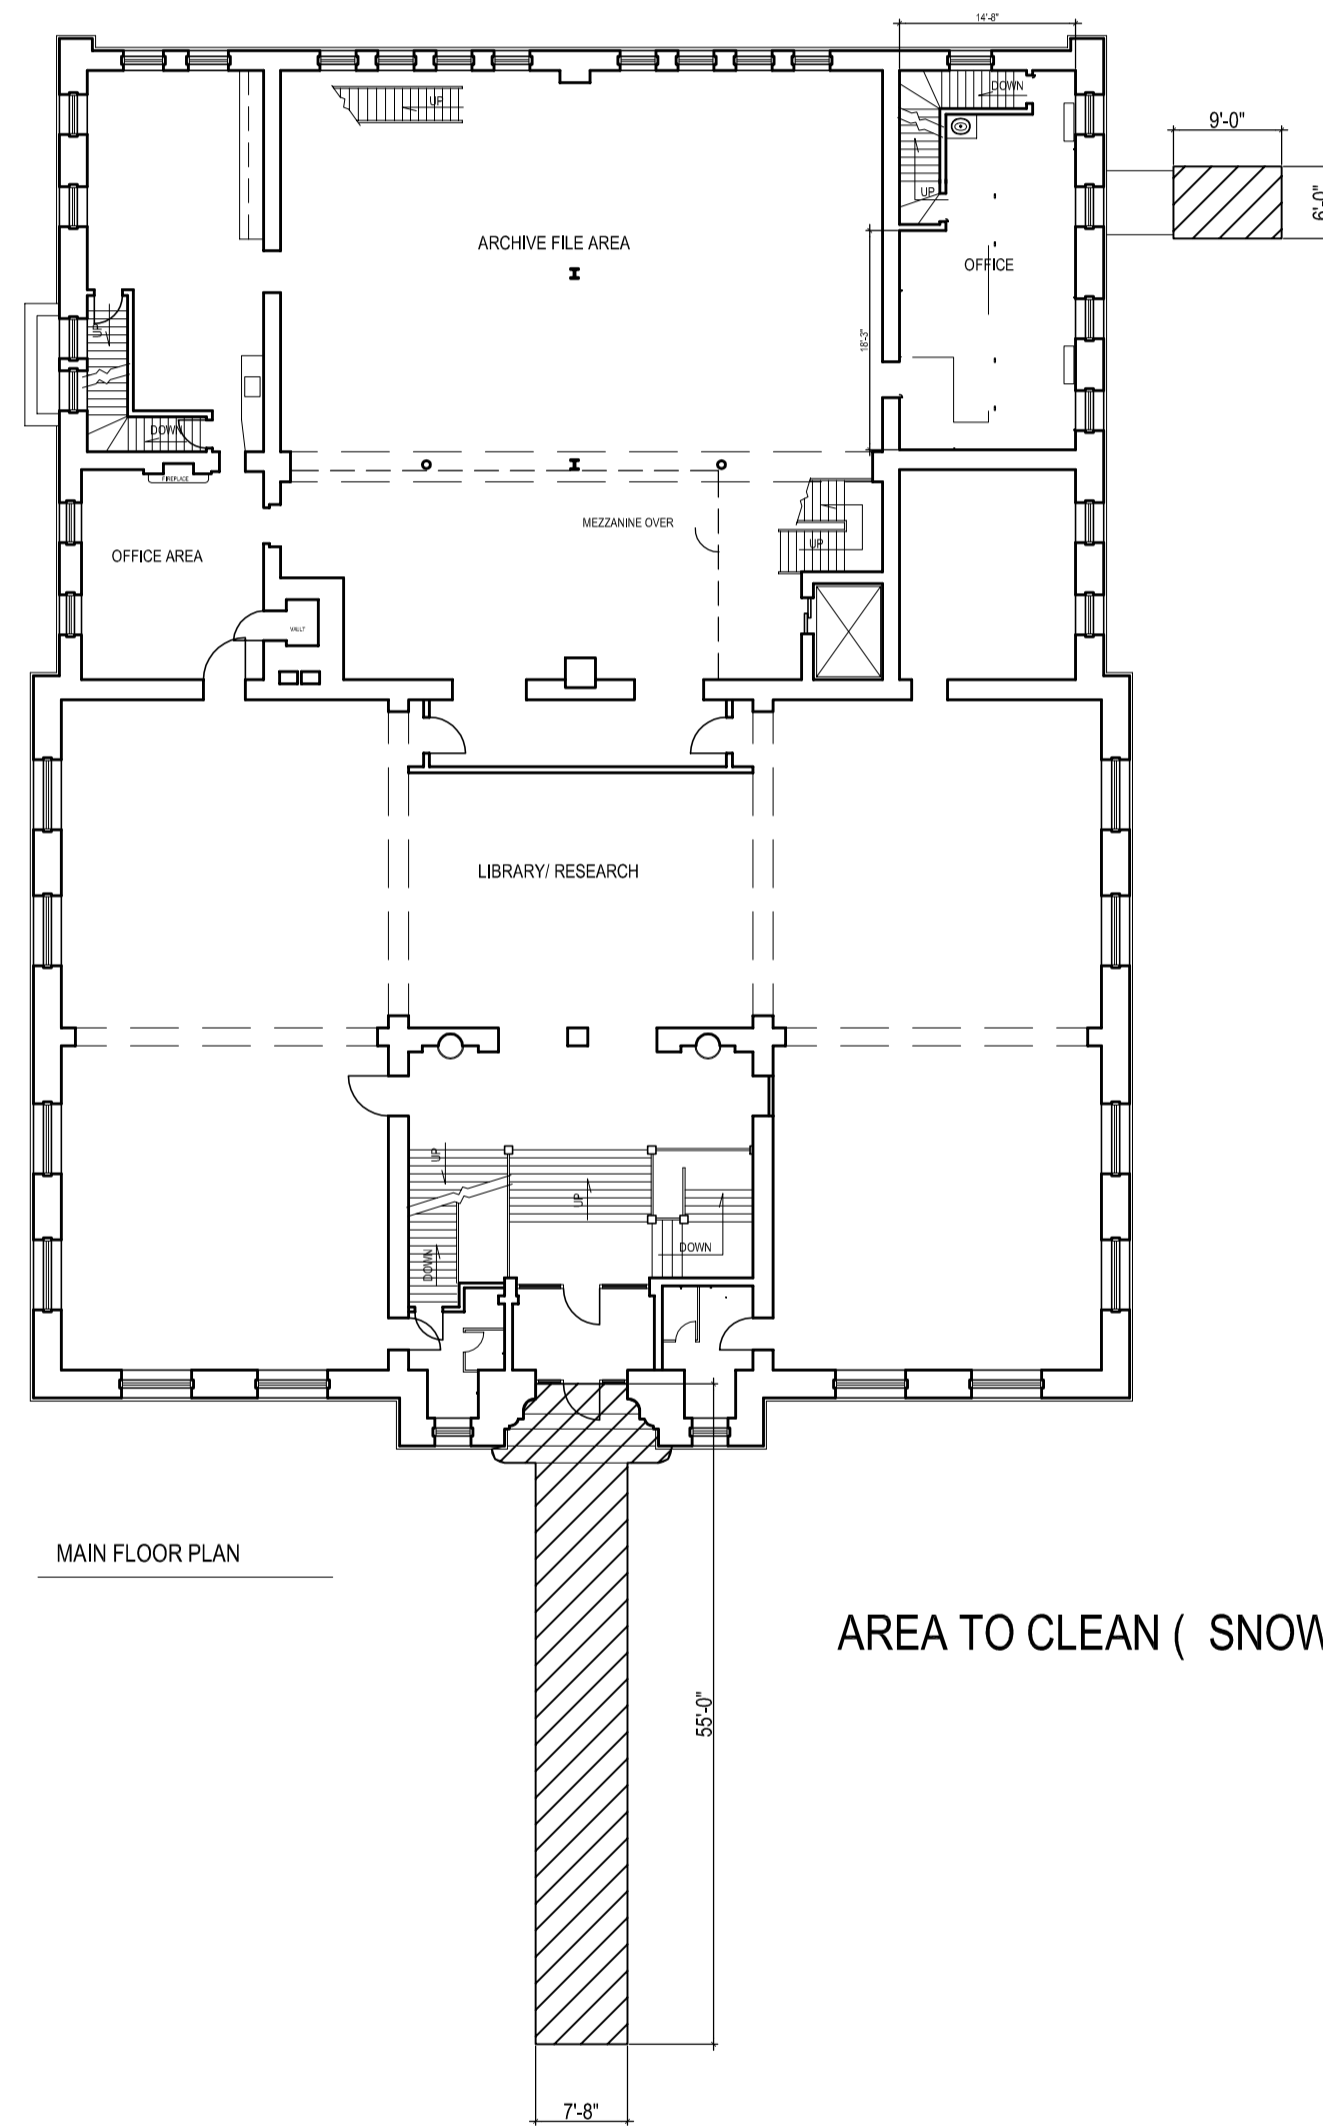 14'-8"
DOWN
UP
9'-0"
6'-0"
UP
ARCHIVE FILE AREA
OFFICE
UP
18'-3"
DOWN
FIREPLACE
MEZZANINE OVER
UP
OFFICE AREA
VAULT
LIBRARY/ RESEARCH
UP
UP
DOWN
DOWN
MAIN FLOOR PLAN
AREA TO CLEAN ( SNOW
55'-0"
7'-8"